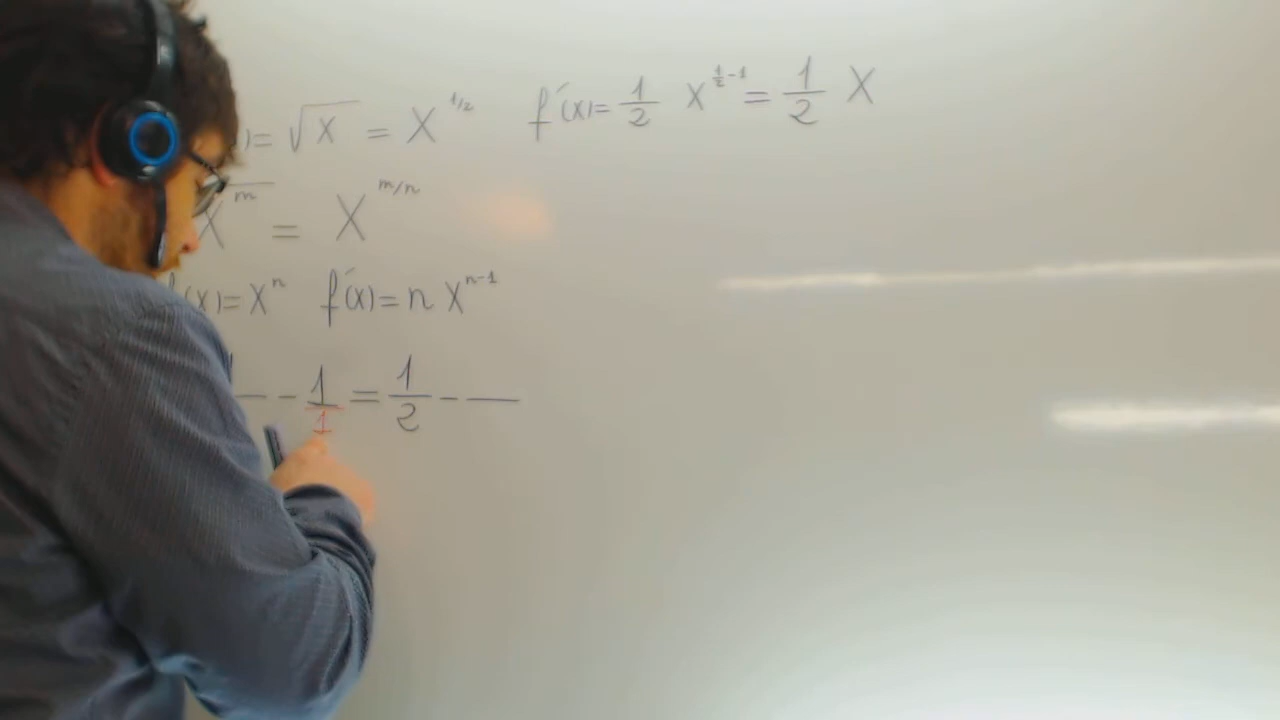 )= √x = X^1/2 f´(x)= 1/2 X^1/2-1 = 1/2 X
X^m = X^m/n
(x)=X^n f´(x)= n X^n-1
- 1/1 = 1/2 -